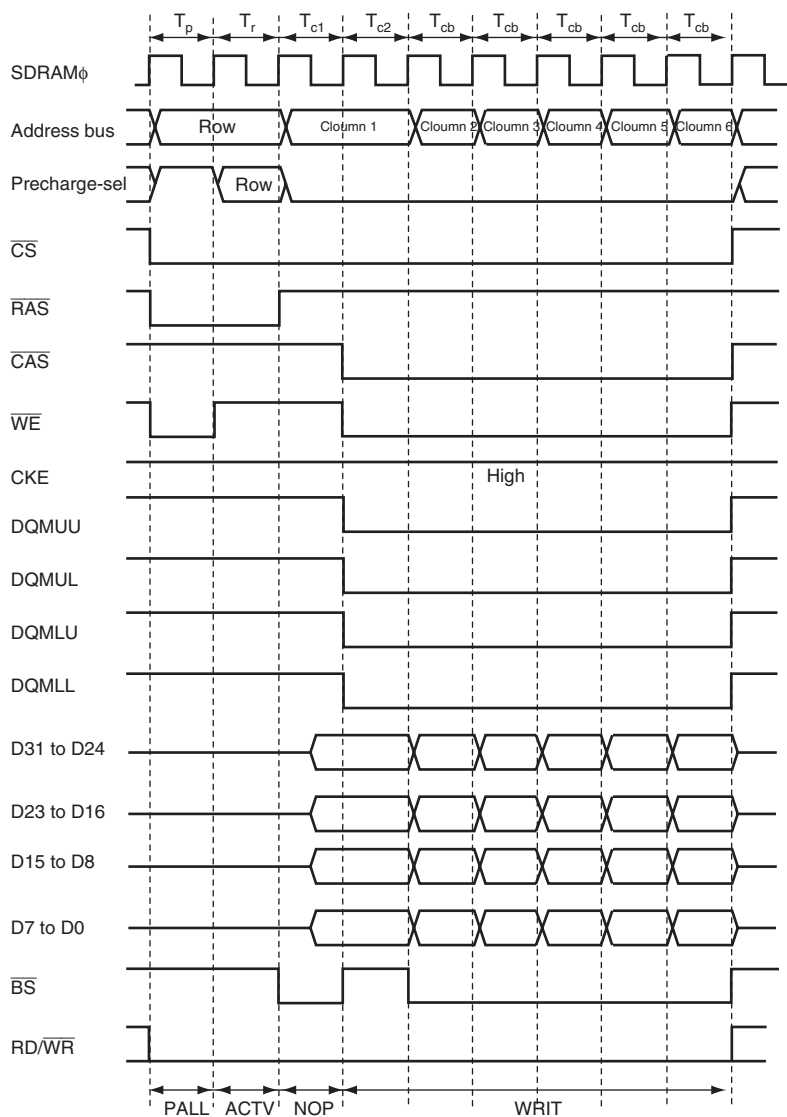 Tp Tr Tc1 Tc2 Tcb Tcb Tcb Tcb Tcb
SDRAMϕ
Address bus Row Cloumn 1 Cloumn 2 Cloumn 3 Cloumn 4 Cloumn 5 Cloumn 6
Precharge-sel Row
CS
RAS
CAS
WE
CKE High
DQMUU
DQMUL
DQMLU
DQMLL
D31 to D24
D23 to D16
D15 to D8
D7 to D0
BS
RD/WR
PALL ACTV NOP WRIT